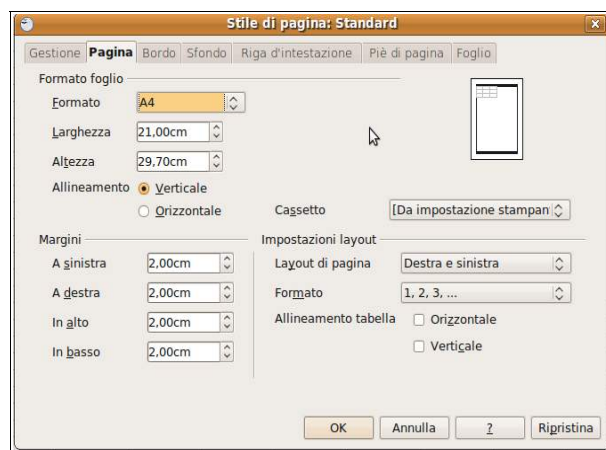 Stile di pagina: Standard
Gestione Pagina Bordo Sfondo Riga d'intestazione Piè di pagina Foglio
Formato foglio
Formato A4
Larghezza 21,00cm
Altezza 29,70cm
Allineamento Verticale
Orizzontale Cassetto [Da impostazione stampan
Margini Impostazioni layout
A sinistra 2,00cm Layout di pagina Destra e sinistra
A destra 2,00cm Formato 1, 2, 3, ...
In alto 2,00cm Allineamento tabella Orizzontale
In basso 2,00cm Verticale
OK Annulla ? Ripristina